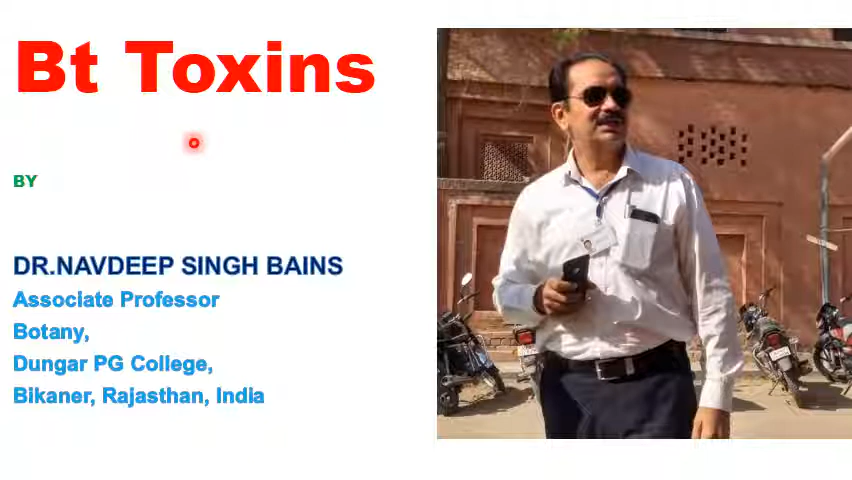 Bt Toxins
BY
DR.NAVDEEP SINGH BAINS
Associate Professor
Botany,
Dungar PG College,
Bikaner, Rajasthan, India